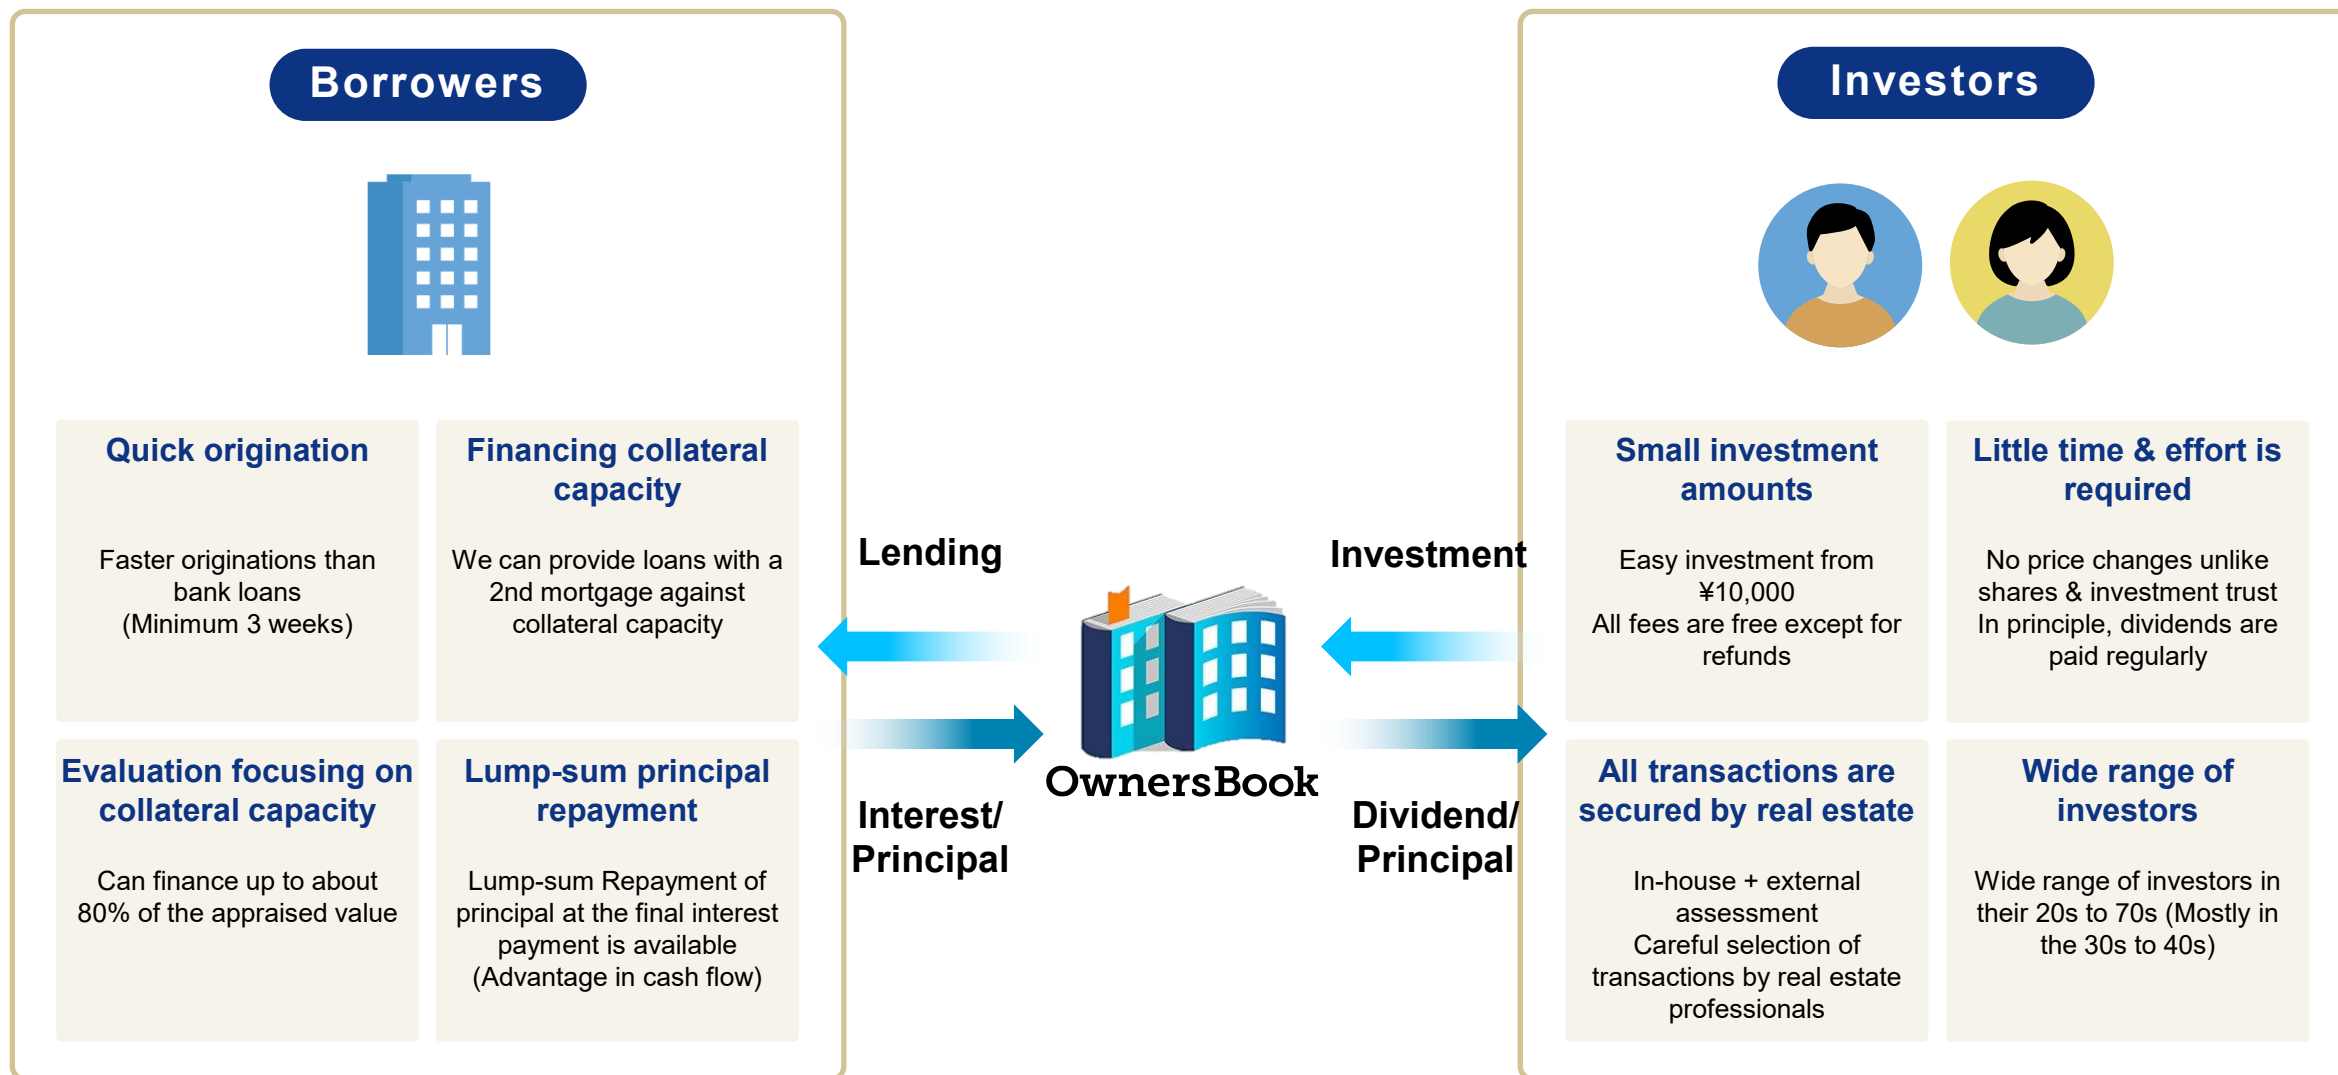 Borrowers
Quick origination
Faster originations than
bank loans
(Minimum 3 weeks)
Financing collateral
capacity
We can provide loans with a
2nd mortgage against
collateral capacity
Evaluation focusing on
collateral capacity
Can finance up to about
80% of the appraised value
Lump-sum principal
repayment
Lump-sum Repayment of
principal at the final interest
payment is available
(Advantage in cash flow)
Lending
Interest/
Principal
OwnersBook
Investment
Dividend/
Principal
Investors
Small investment
amounts
Easy investment from
¥10,000
All fees are free except for
refunds
Little time & effort is
required
No price changes unlike
shares & investment trust
In principle, dividends are
paid regularly
All transactions are
secured by real estate
In-house + external
assessment
Careful selection of
transactions by real estate
professionals
Wide range of
investors
Wide range of investors in
their 20s to 70s (Mostly in
the 30s to 40s)